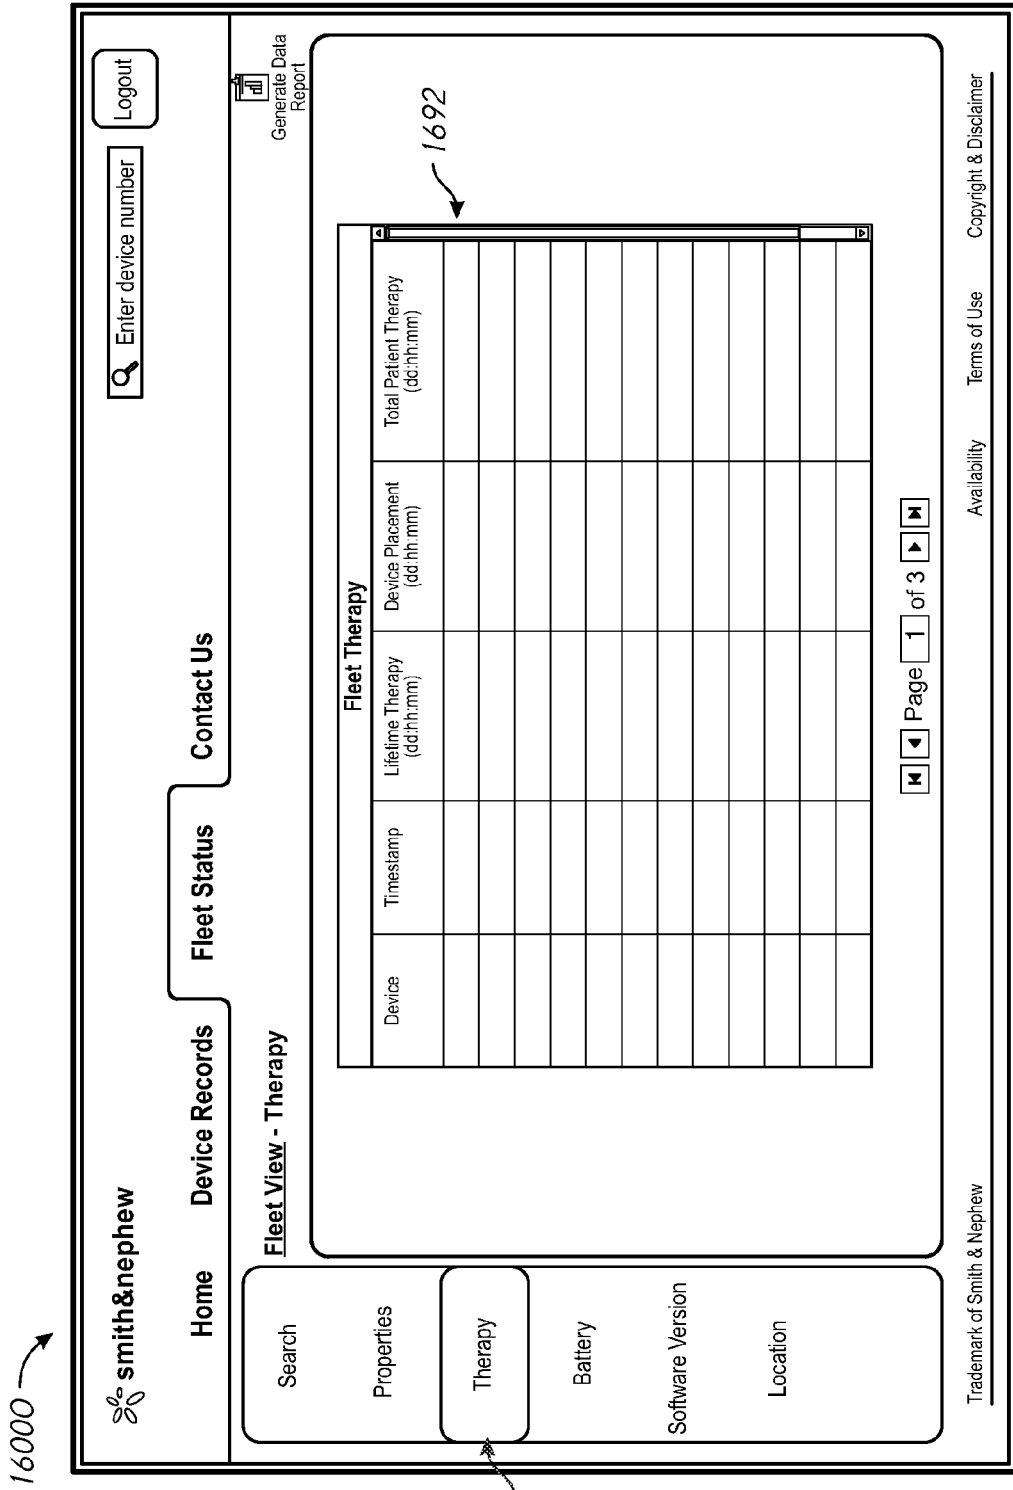 16000
smith&nephew
Enter device number
Logout
Home Device Records Fleet Status Contact Us
Fleet View - Therapy
Generate Data
Report
Search
Properties
Therapy
Battery
Software Version
Location
Fleet Therapy
Device
Timestamp
Lifetime Therapy
(dd:hh:mm)
Device Placement
(dd:hh:mm)
Total Patient Therapy
(dd:hh:mm)
1692
Page 1 of 3
Trademark of Smith & Nephew
Availability
Terms of Use
Copyright & Disclaimer